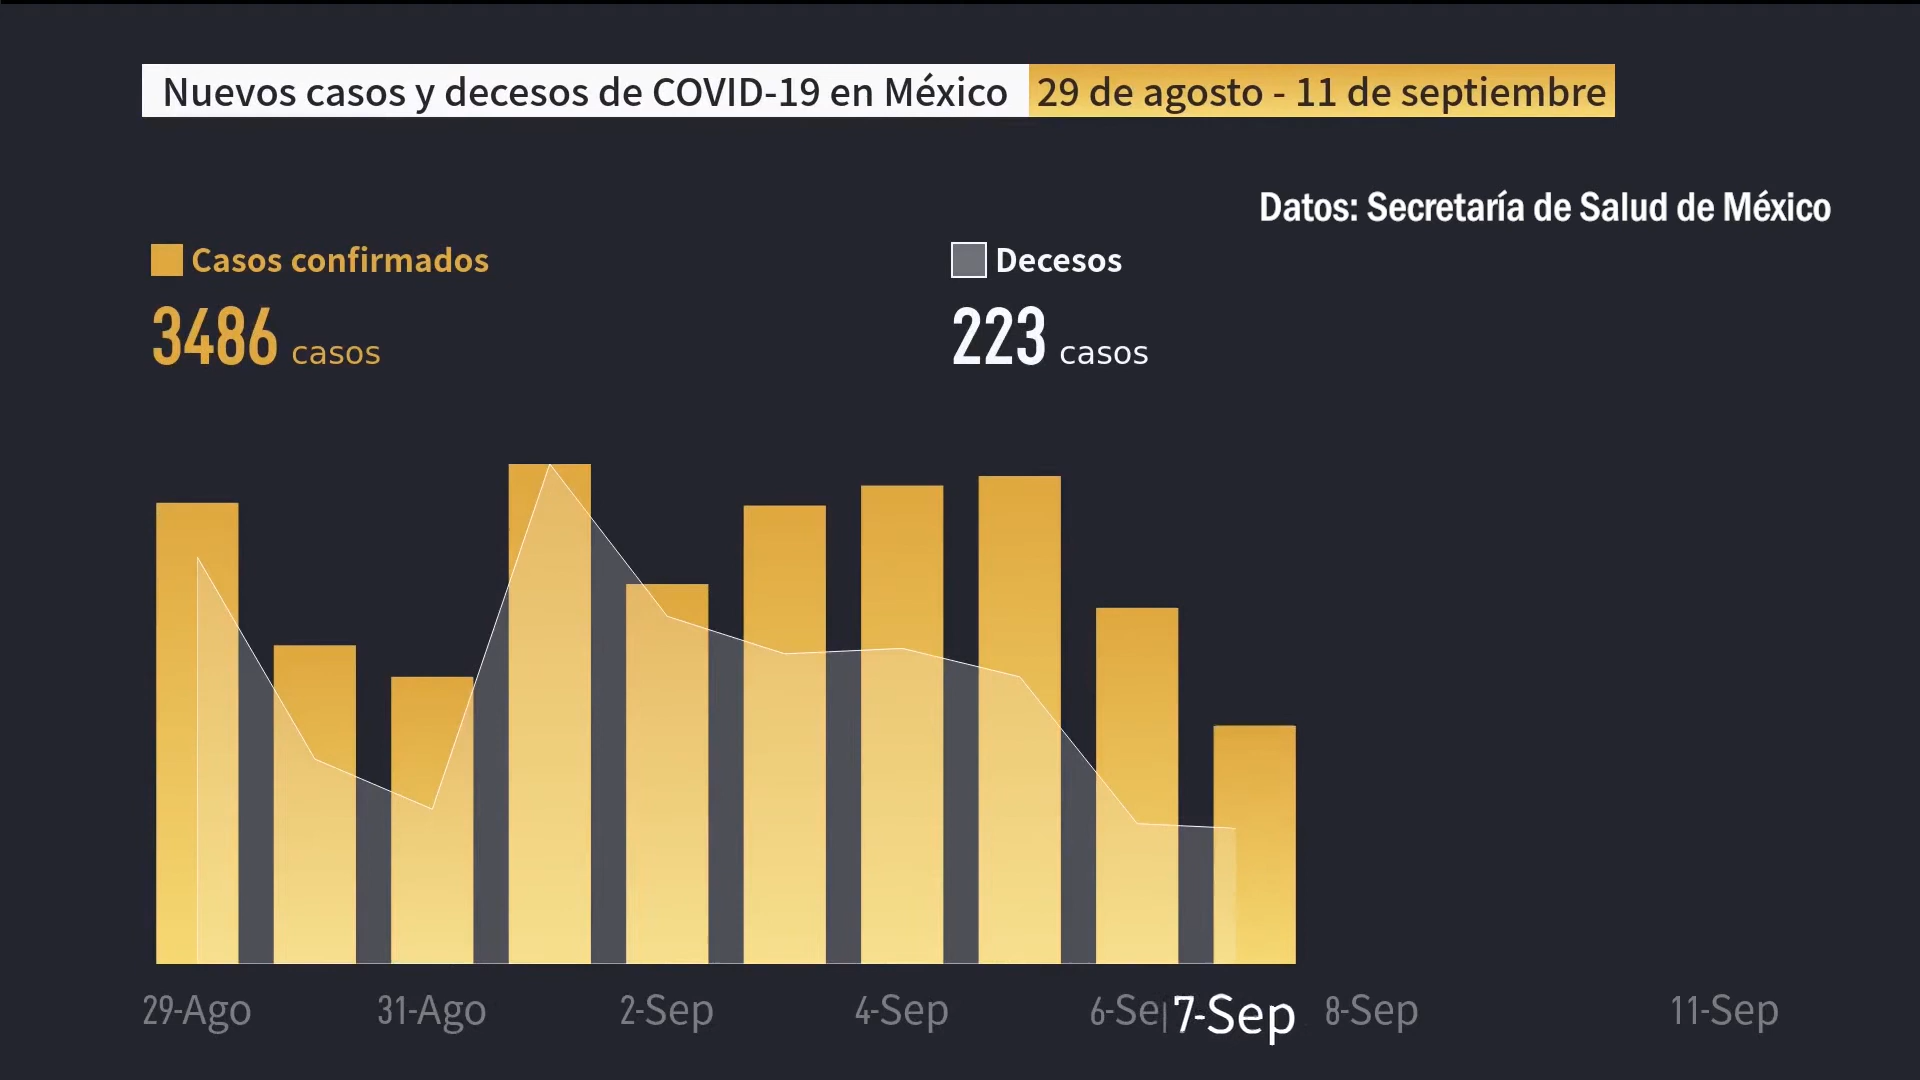 Nuevos casos y decesos de COVID-19 en México 29 de agosto - 11 de septiembre
Datos: Secretaría de Salud de México
Casos confirmados
3486 casos
Decesos
223 casos
29-Ago 31-Ago 2-Sep 4-Sep 6-Se 7-Sep 8-Sep 11-Sep